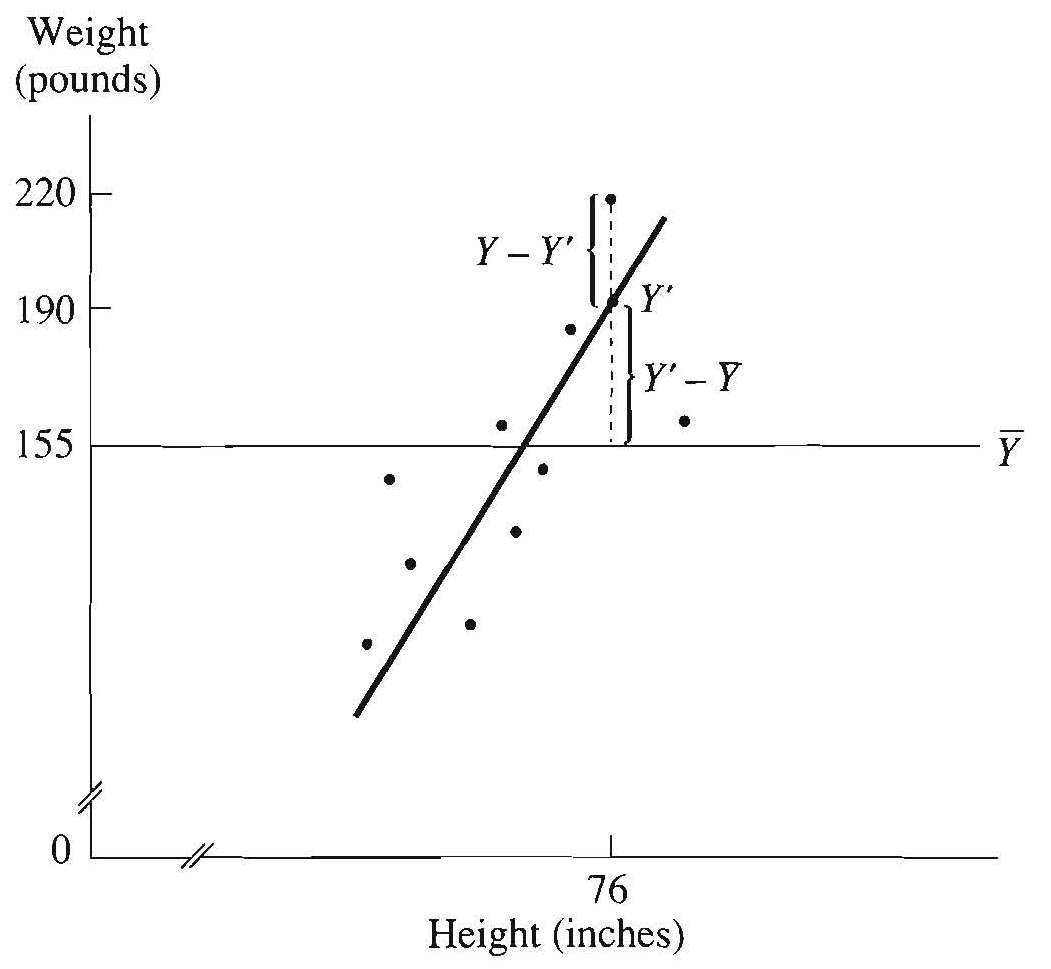 Weight
(pounds)
220
Y – Y′
190
Y′
Y′ – Y̅
155
Y̅
0
76
Height (inches)